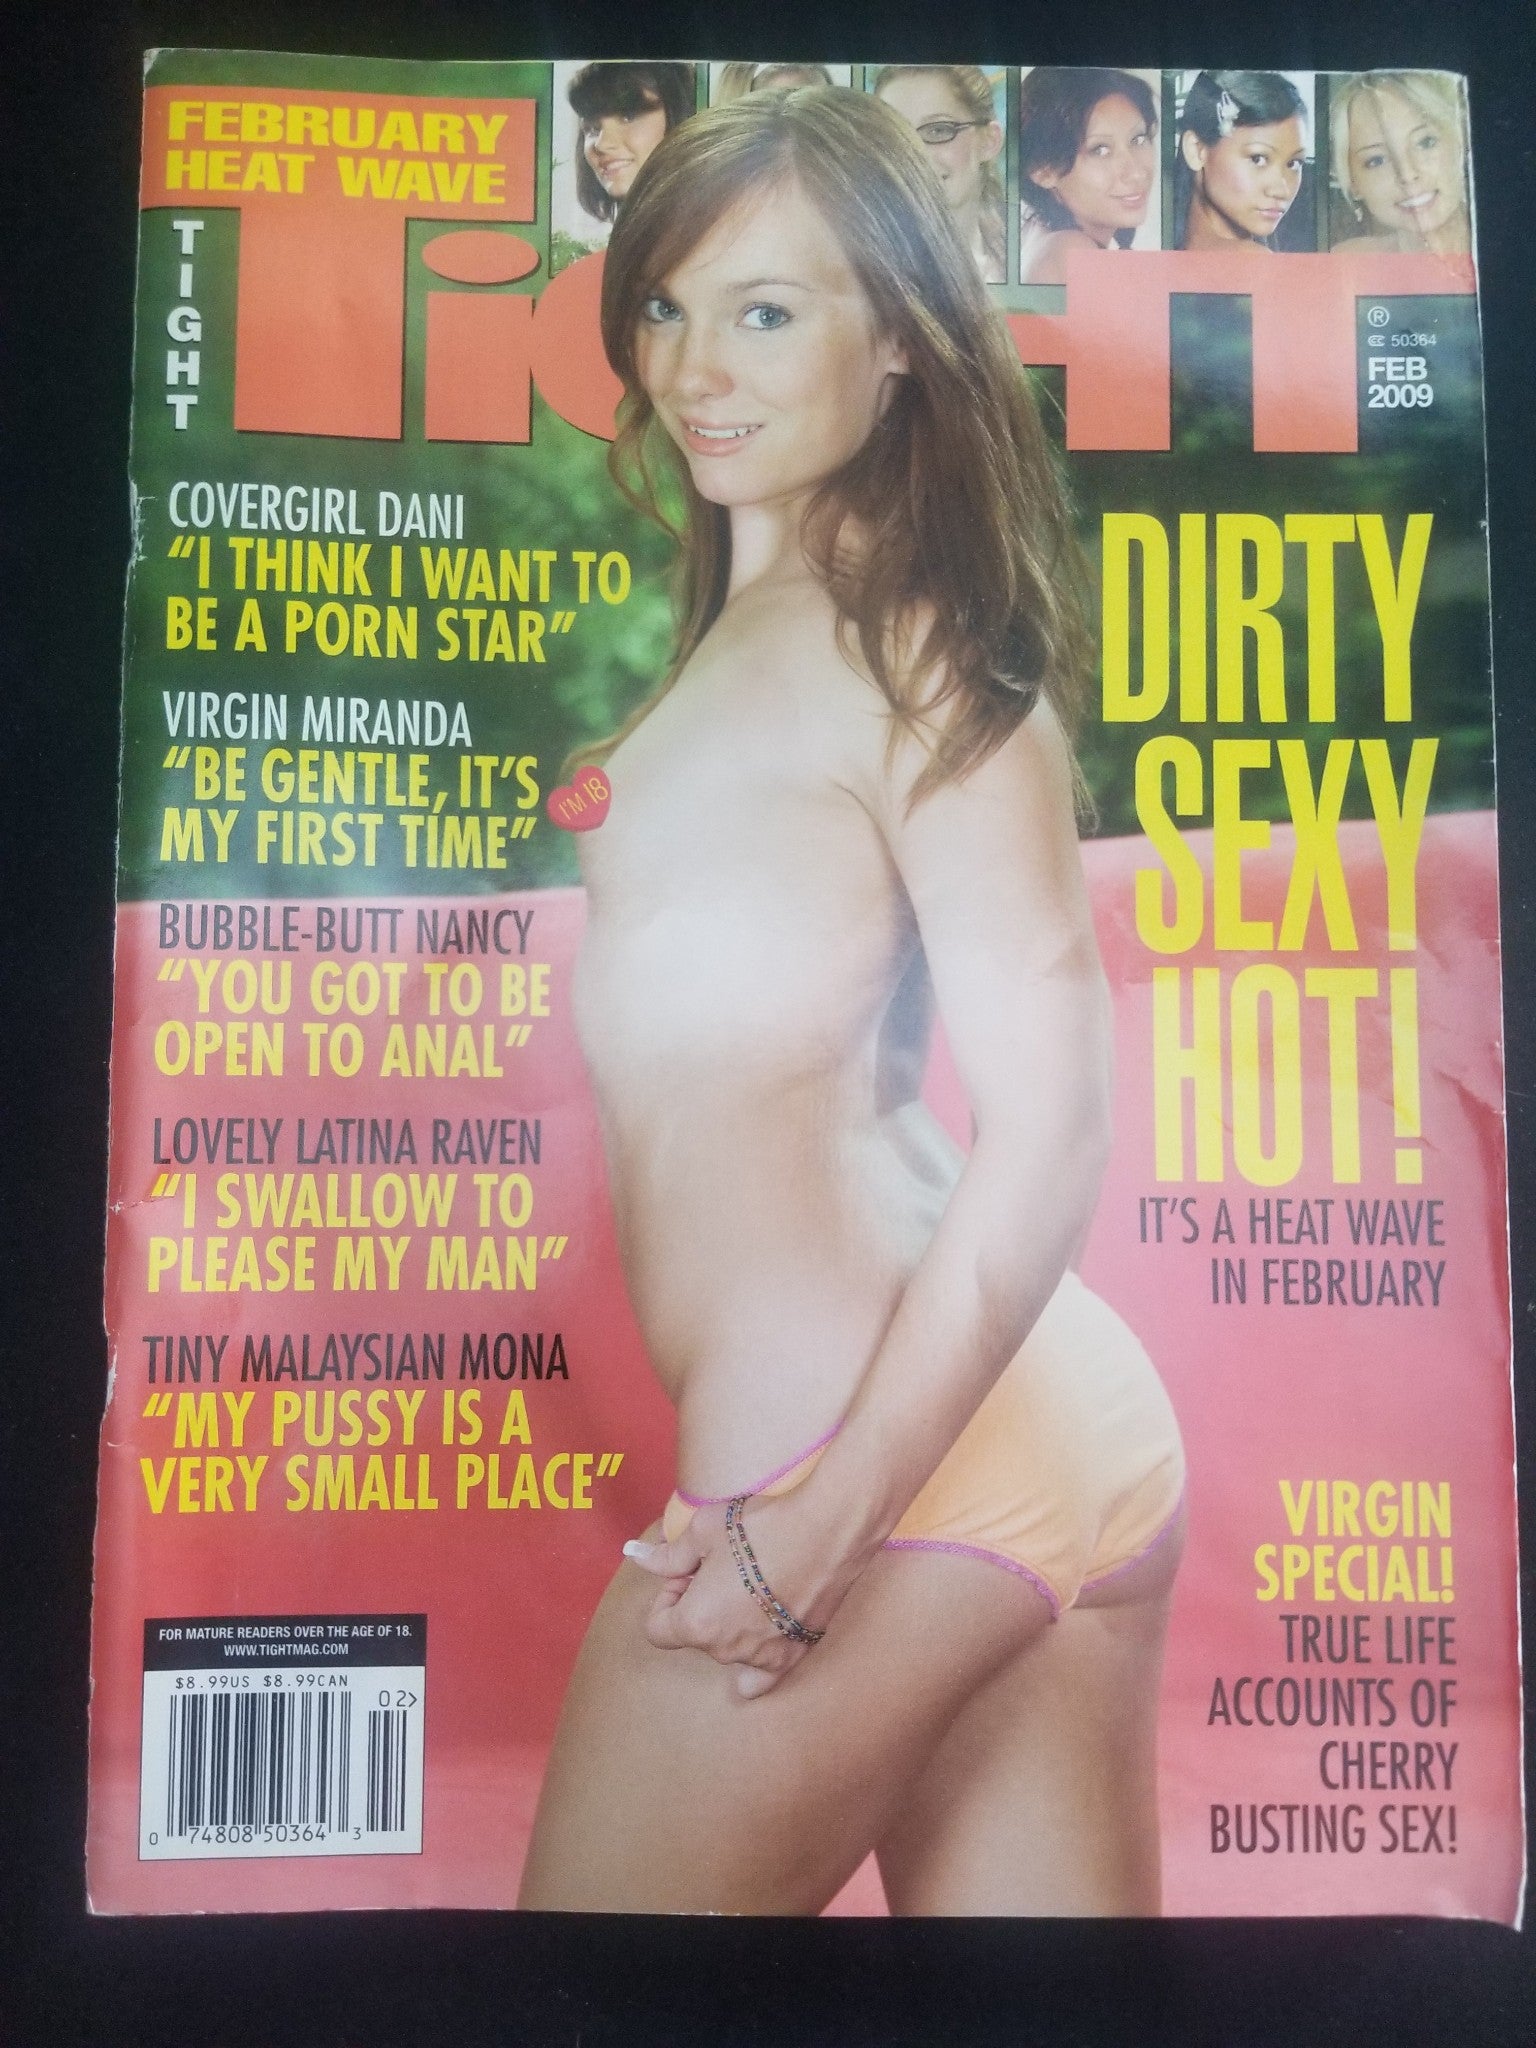 FEBRUARY
HEAT WAVE
TIGHT
TiGHT
®
50364
FEB
2009
COVERGIRL DANI
“I THINK I WANT TO
BE A PORN STAR”
VIRGIN MIRANDA
“BE GENTLE, IT’S
MY FIRST TIME”
I'M 18
BUBBLE-BUTT NANCY
“YOU GOT TO BE
OPEN TO ANAL”
LOVELY LATINA RAVEN
“I SWALLOW TO
PLEASE MY MAN”
TINY MALAYSIAN MONA
“MY PUSSY IS A
VERY SMALL PLACE”
DIRTY
SEXY
HOT!
IT’S A HEAT WAVE
IN FEBRUARY
VIRGIN
SPECIAL!
TRUE LIFE
ACCOUNTS OF
CHERRY
BUSTING SEX!
FOR MATURE READERS OVER THE AGE OF 18.
WWW.TIGHTMAG.COM
$8.99US $8.99CAN
02>
0 74808 50364 3